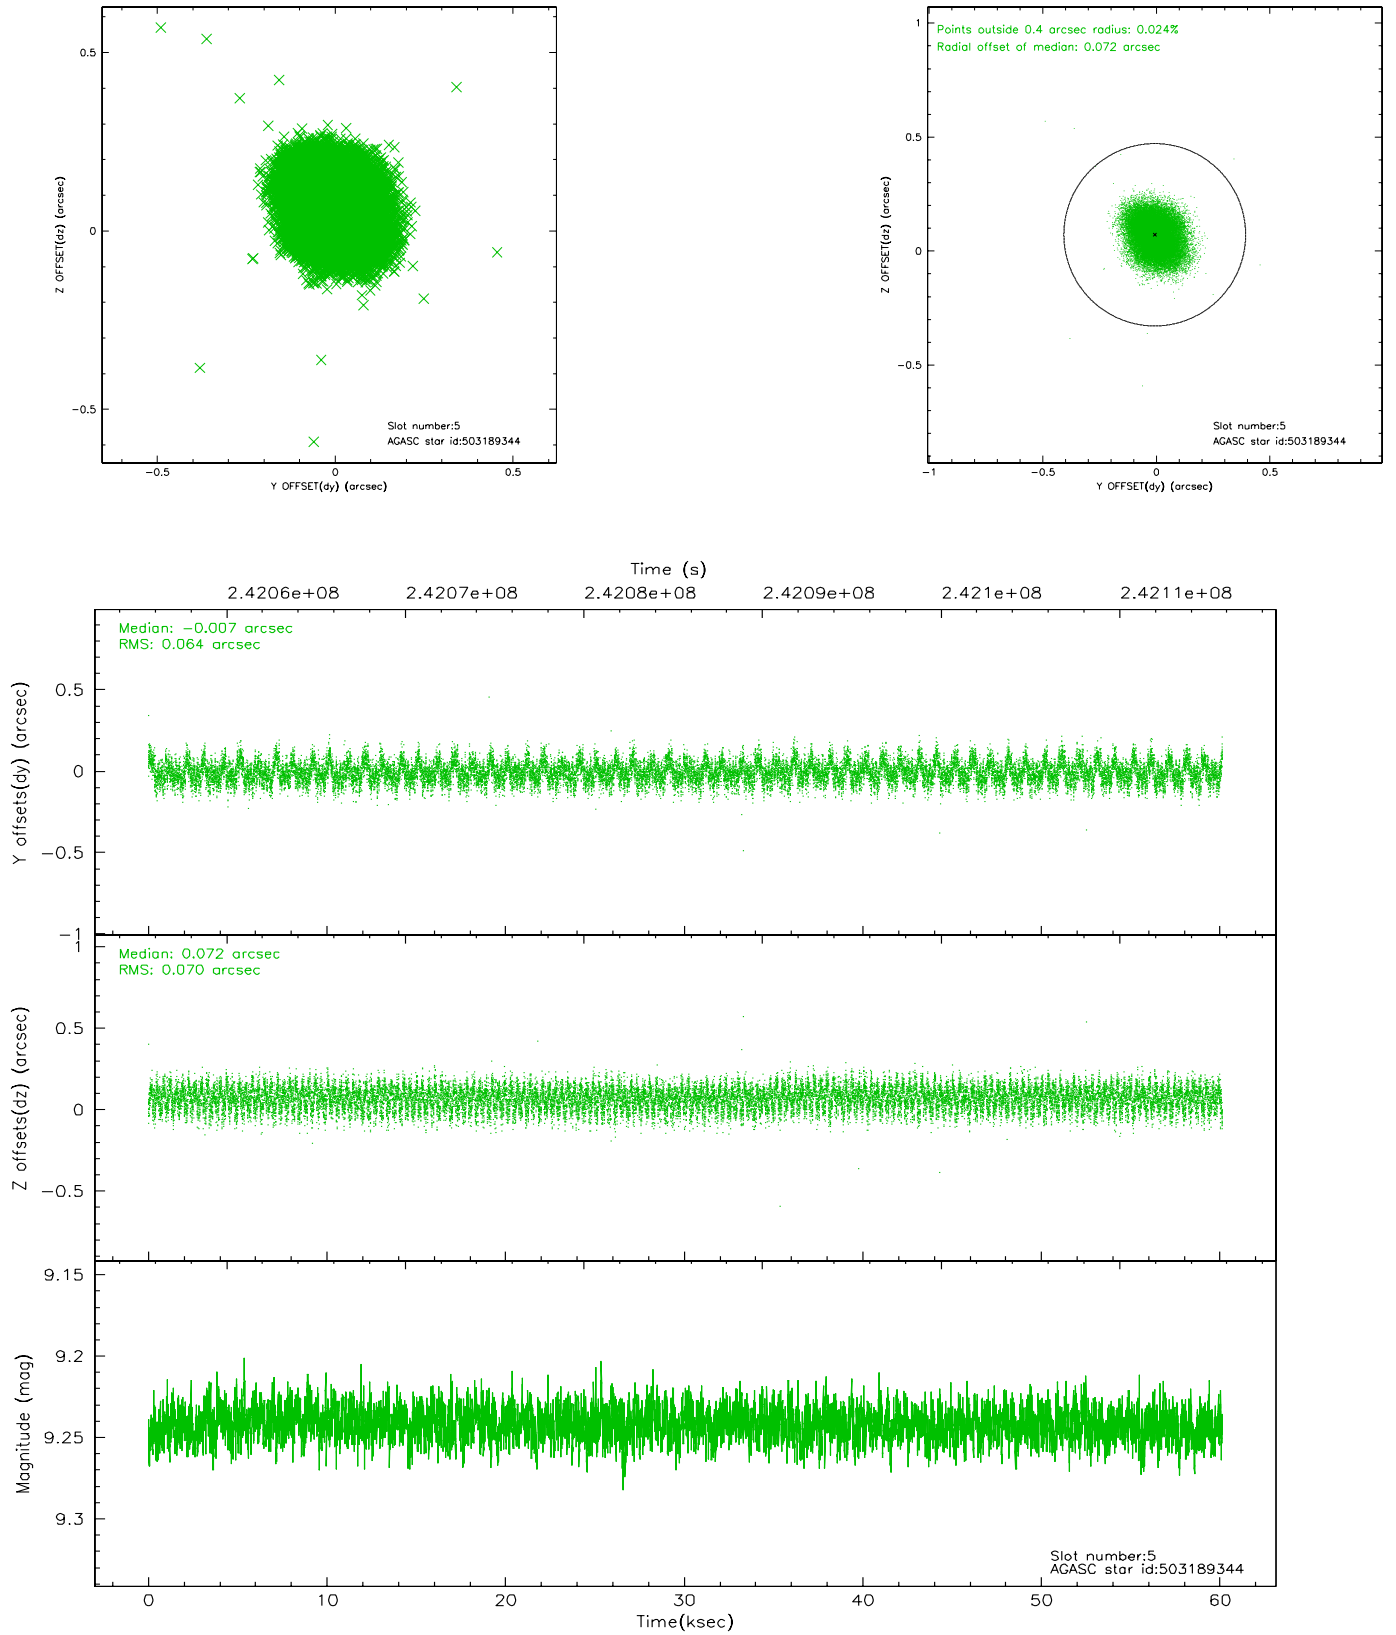 0.5
0
−0.5
Z OFFSET(dz) (arcsec)
Slot number:5
AGASC star id:503189344
−0.5 0 0.5
Y OFFSET(dy) (arcsec)
Points outside 0.4 arcsec radius: 0.024%
Radial offset of median: 0.072 arcsec
1
0.5
0
−0.5
Z OFFSET(dz) (arcsec)
Slot number:5
AGASC star id:503189344
−1 −0.5 0 0.5
Y OFFSET(dy) (arcsec)
Time (s)
2.4206e+08 2.4207e+08 2.4208e+08 2.4209e+08 2.421e+08 2.4211e+08
Median: −0.007 arcsec
RMS: 0.064 arcsec
0.5
0
−0.5
−1
Y offsets(dy) (arcsec)
Median: 0.072 arcsec
RMS: 0.070 arcsec
1
0.5
0
−0.5
Z offsets(dz) (arcsec)
9.15
9.2
9.25
9.3
Magnitude (mag)
Slot number:5
AGASC star id:503189344
0 10 20 30 40 50 60
Time(ksec)